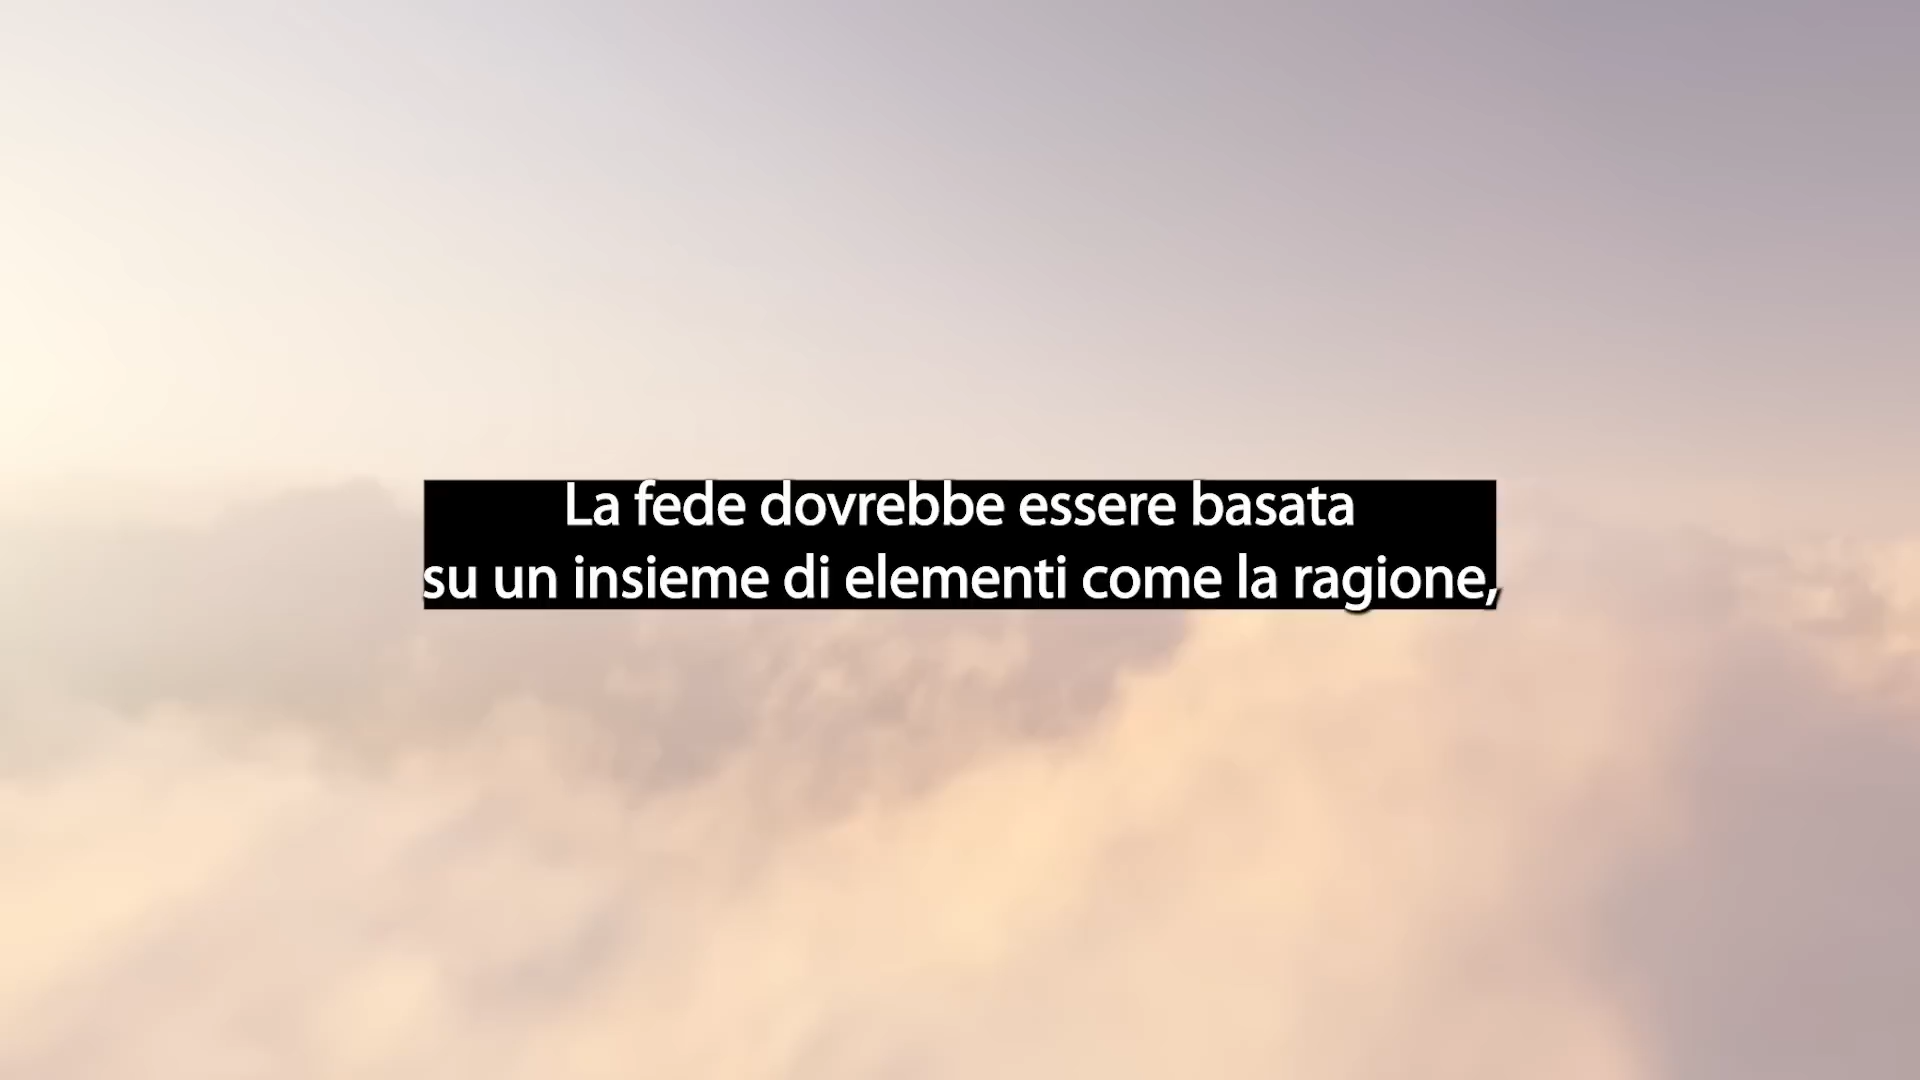 La fede dovrebbe essere basata
su un insieme di elementi come la ragione,